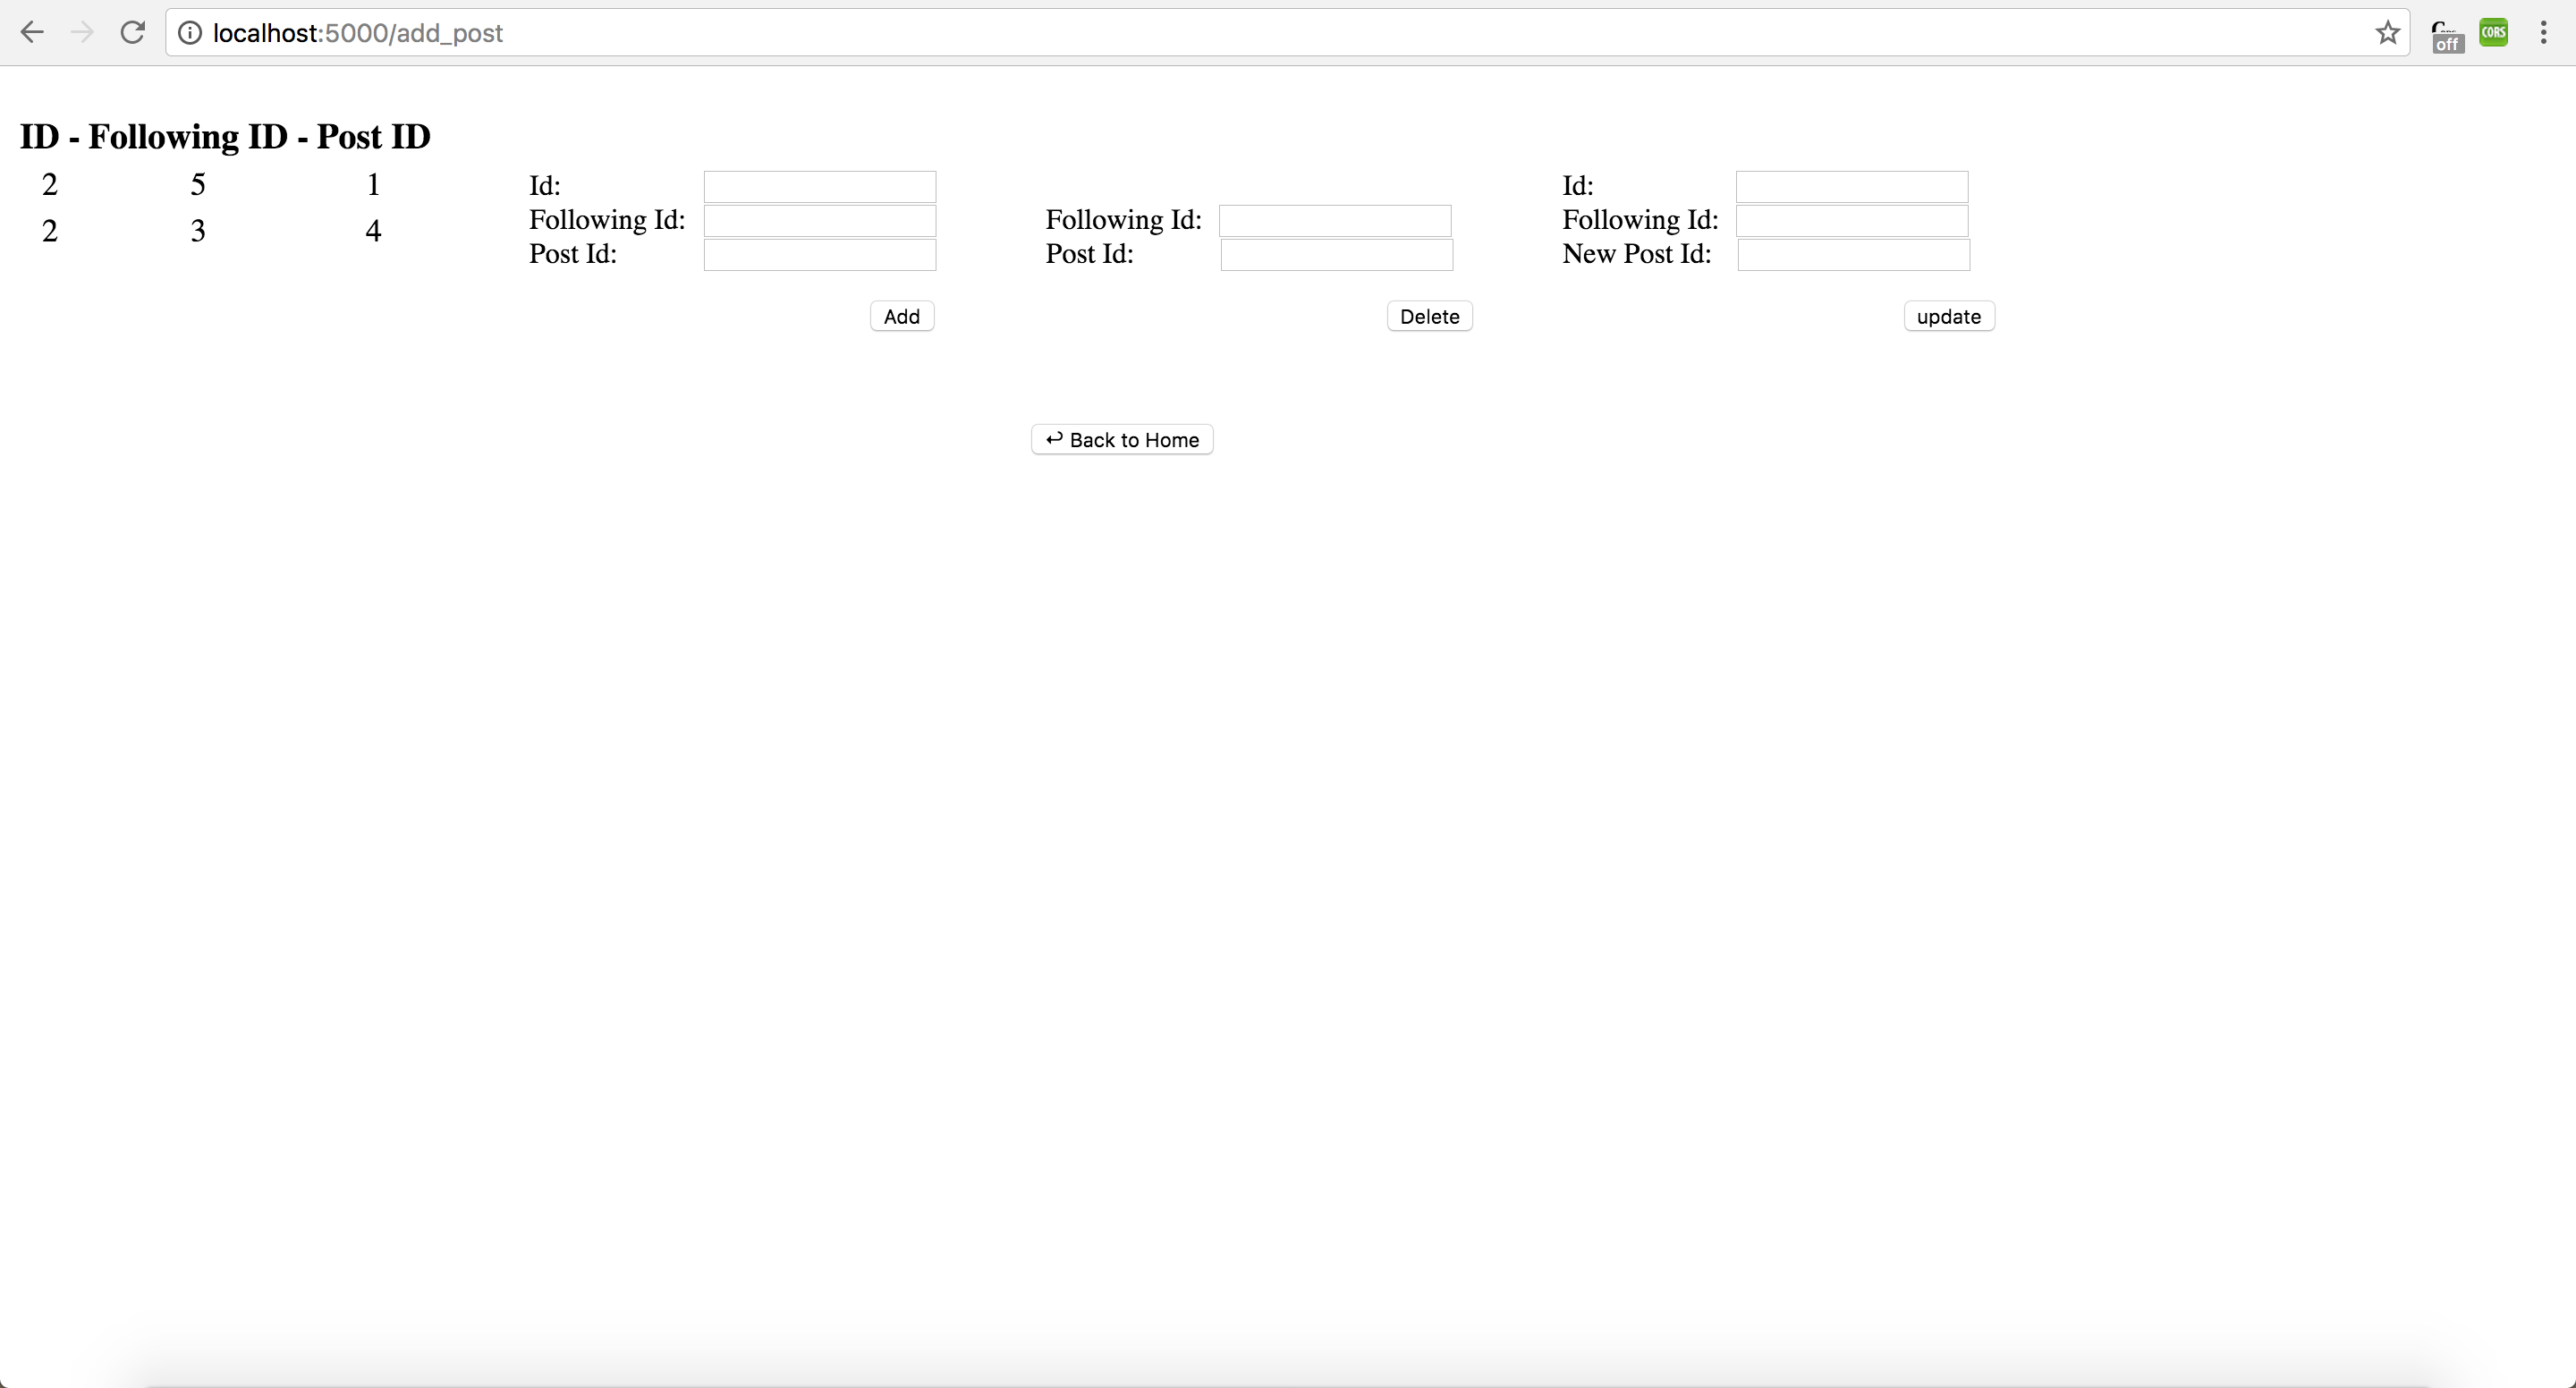 localhost:5000/add_post
off
CORS
ID - Following ID - Post ID
2 5 1
2 3 4
Id:
Following Id:
Post Id:
Add
Following Id:
Post Id:
Delete
Id:
Following Id:
New Post Id:
update
↩ Back to Home